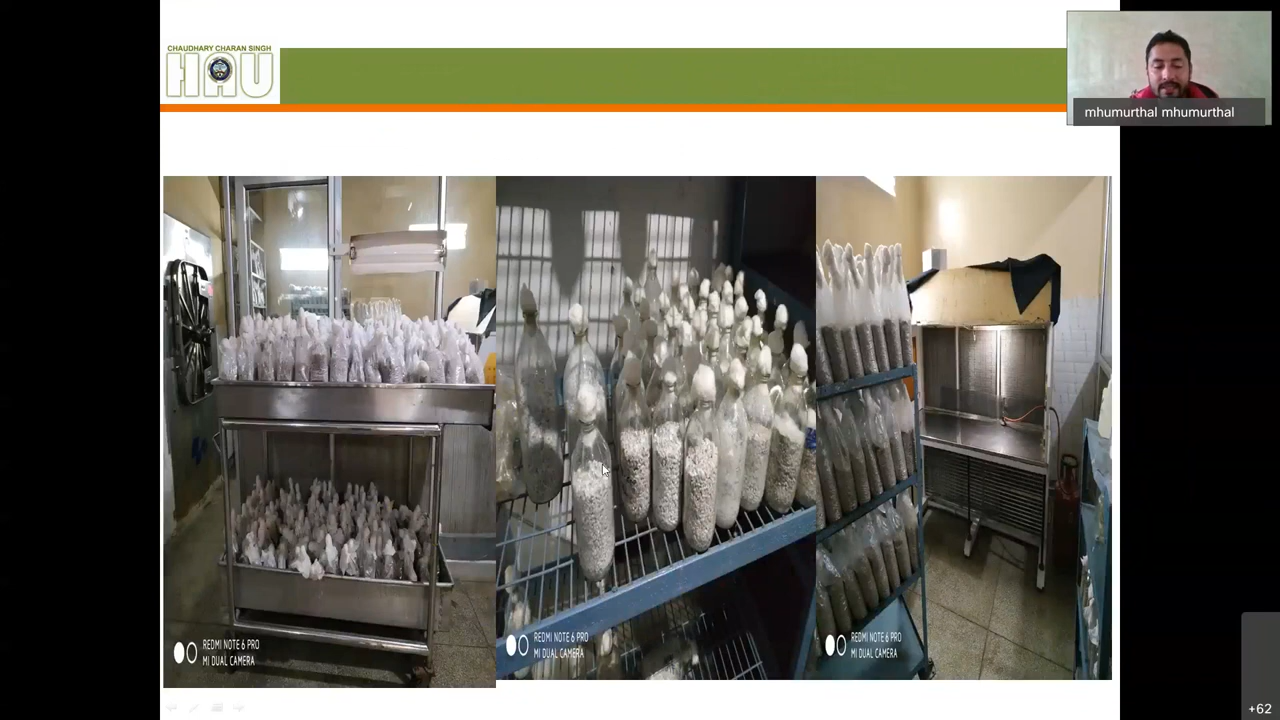 CHAUDHARY CHARAN SINGH
HAU
mhumurthal mhumurthal
REDMI NOTE 6 PRO
MI DUAL CAMERA
REDMI NOTE 6 PRO
MI DUAL CAMERA
REDMI NOTE 6 PRO
MI DUAL CAMERA
+62